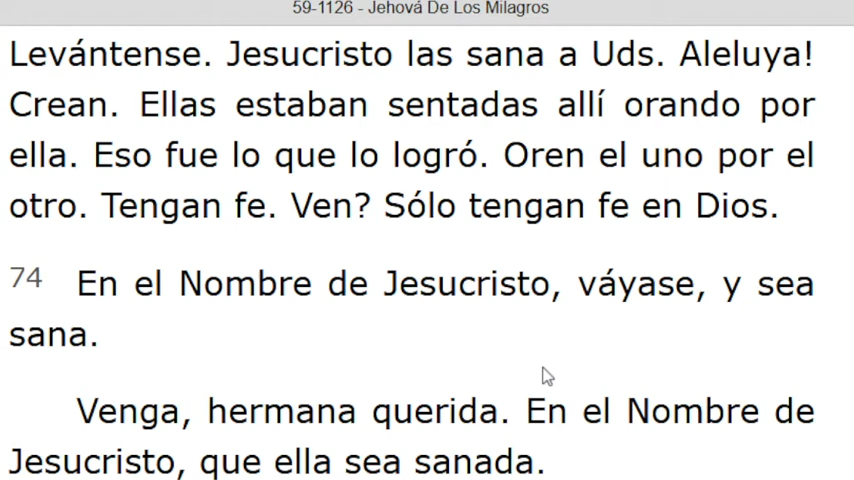 59-1126 - Jehová De Los Milagros
Levántense. Jesucristo las sana a Uds. Aleluya!
Crean. Ellas estaban sentadas allí orando por
ella. Eso fue lo que lo logró. Oren el uno por el
otro. Tengan fe. Ven? Sólo tengan fe en Dios.
74 En el Nombre de Jesucristo, váyase, y sea
sana.
Venga, hermana querida. En el Nombre de
Jesucristo, que ella sea sanada.